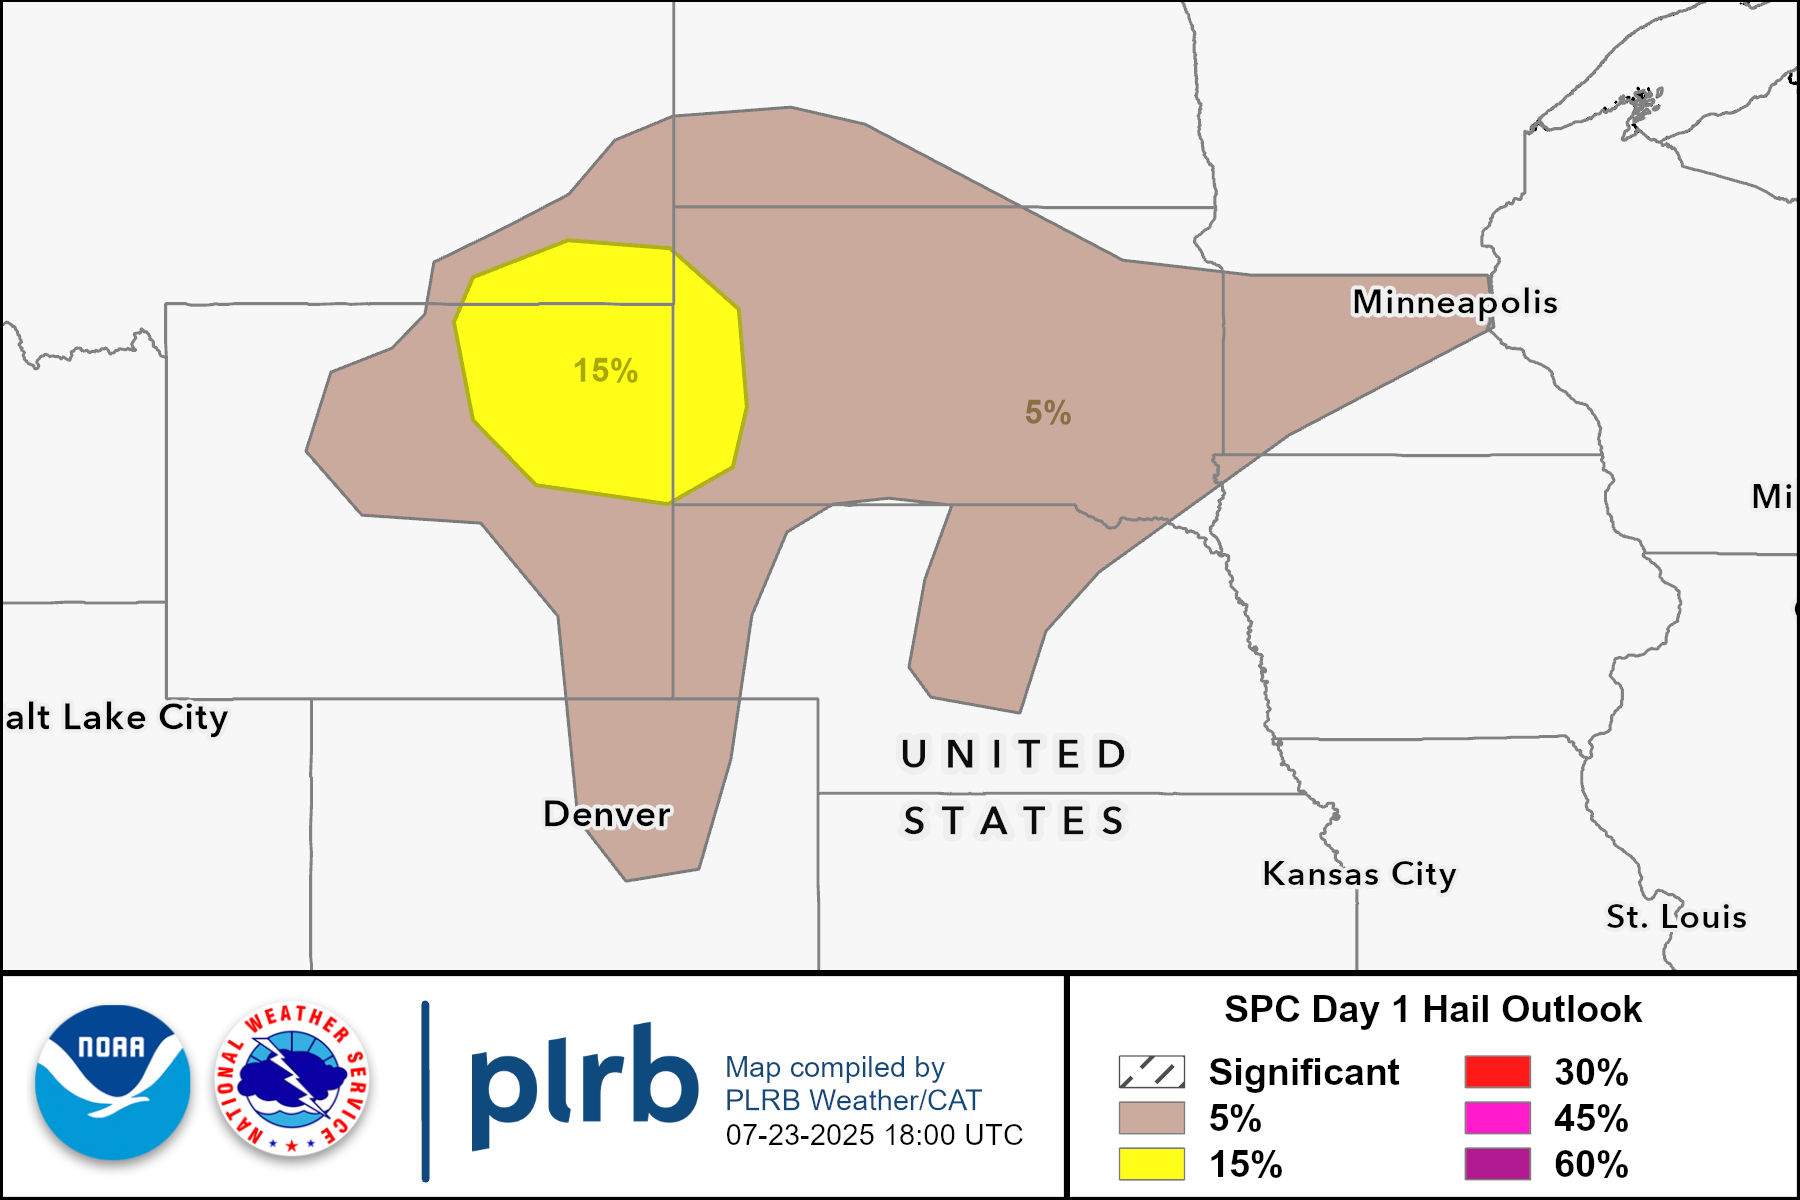 Minneapolis
15%
5%
Mi
alt Lake City
UNITED
STATES
Denver
Kansas City
St. Louis
NOAA
NATIONAL WEATHER SERVICE
plrb
Map compiled by
PLRB Weather/CAT
07-23-2025 18:00 UTC
SPC Day 1 Hail Outlook
Significant
5%
15%
30%
45%
60%